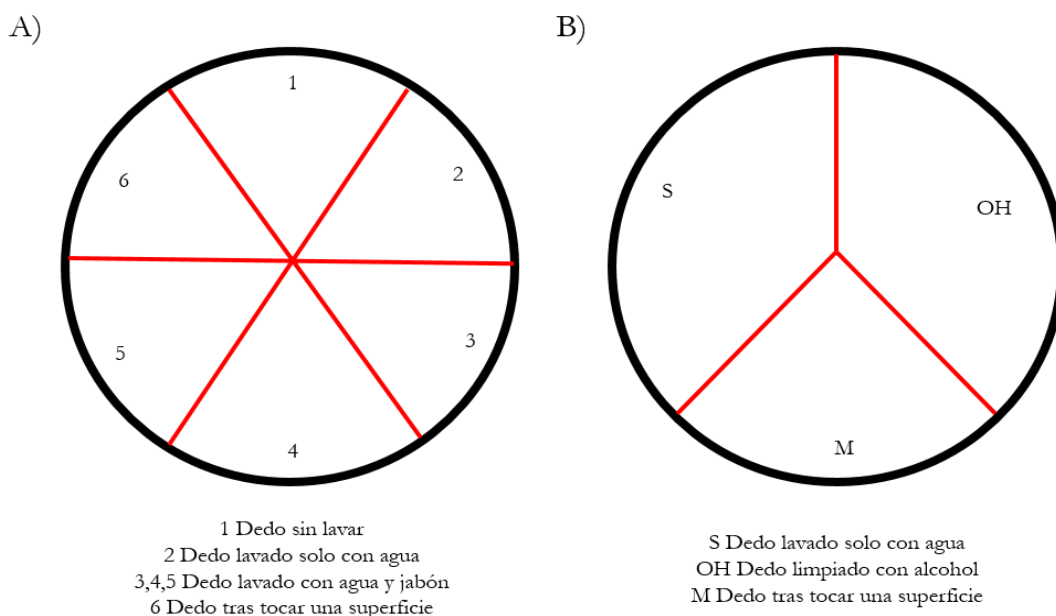 A)
1
2
3
4
5
6
1 Dedo sin lavar
2 Dedo lavado solo con agua
3,4,5 Dedo lavado con agua y jabón
6 Dedo tras tocar una superficie
B)
S
OH
M
S Dedo lavado solo con agua
OH Dedo limpiado con alcohol
M Dedo tras tocar una superficie